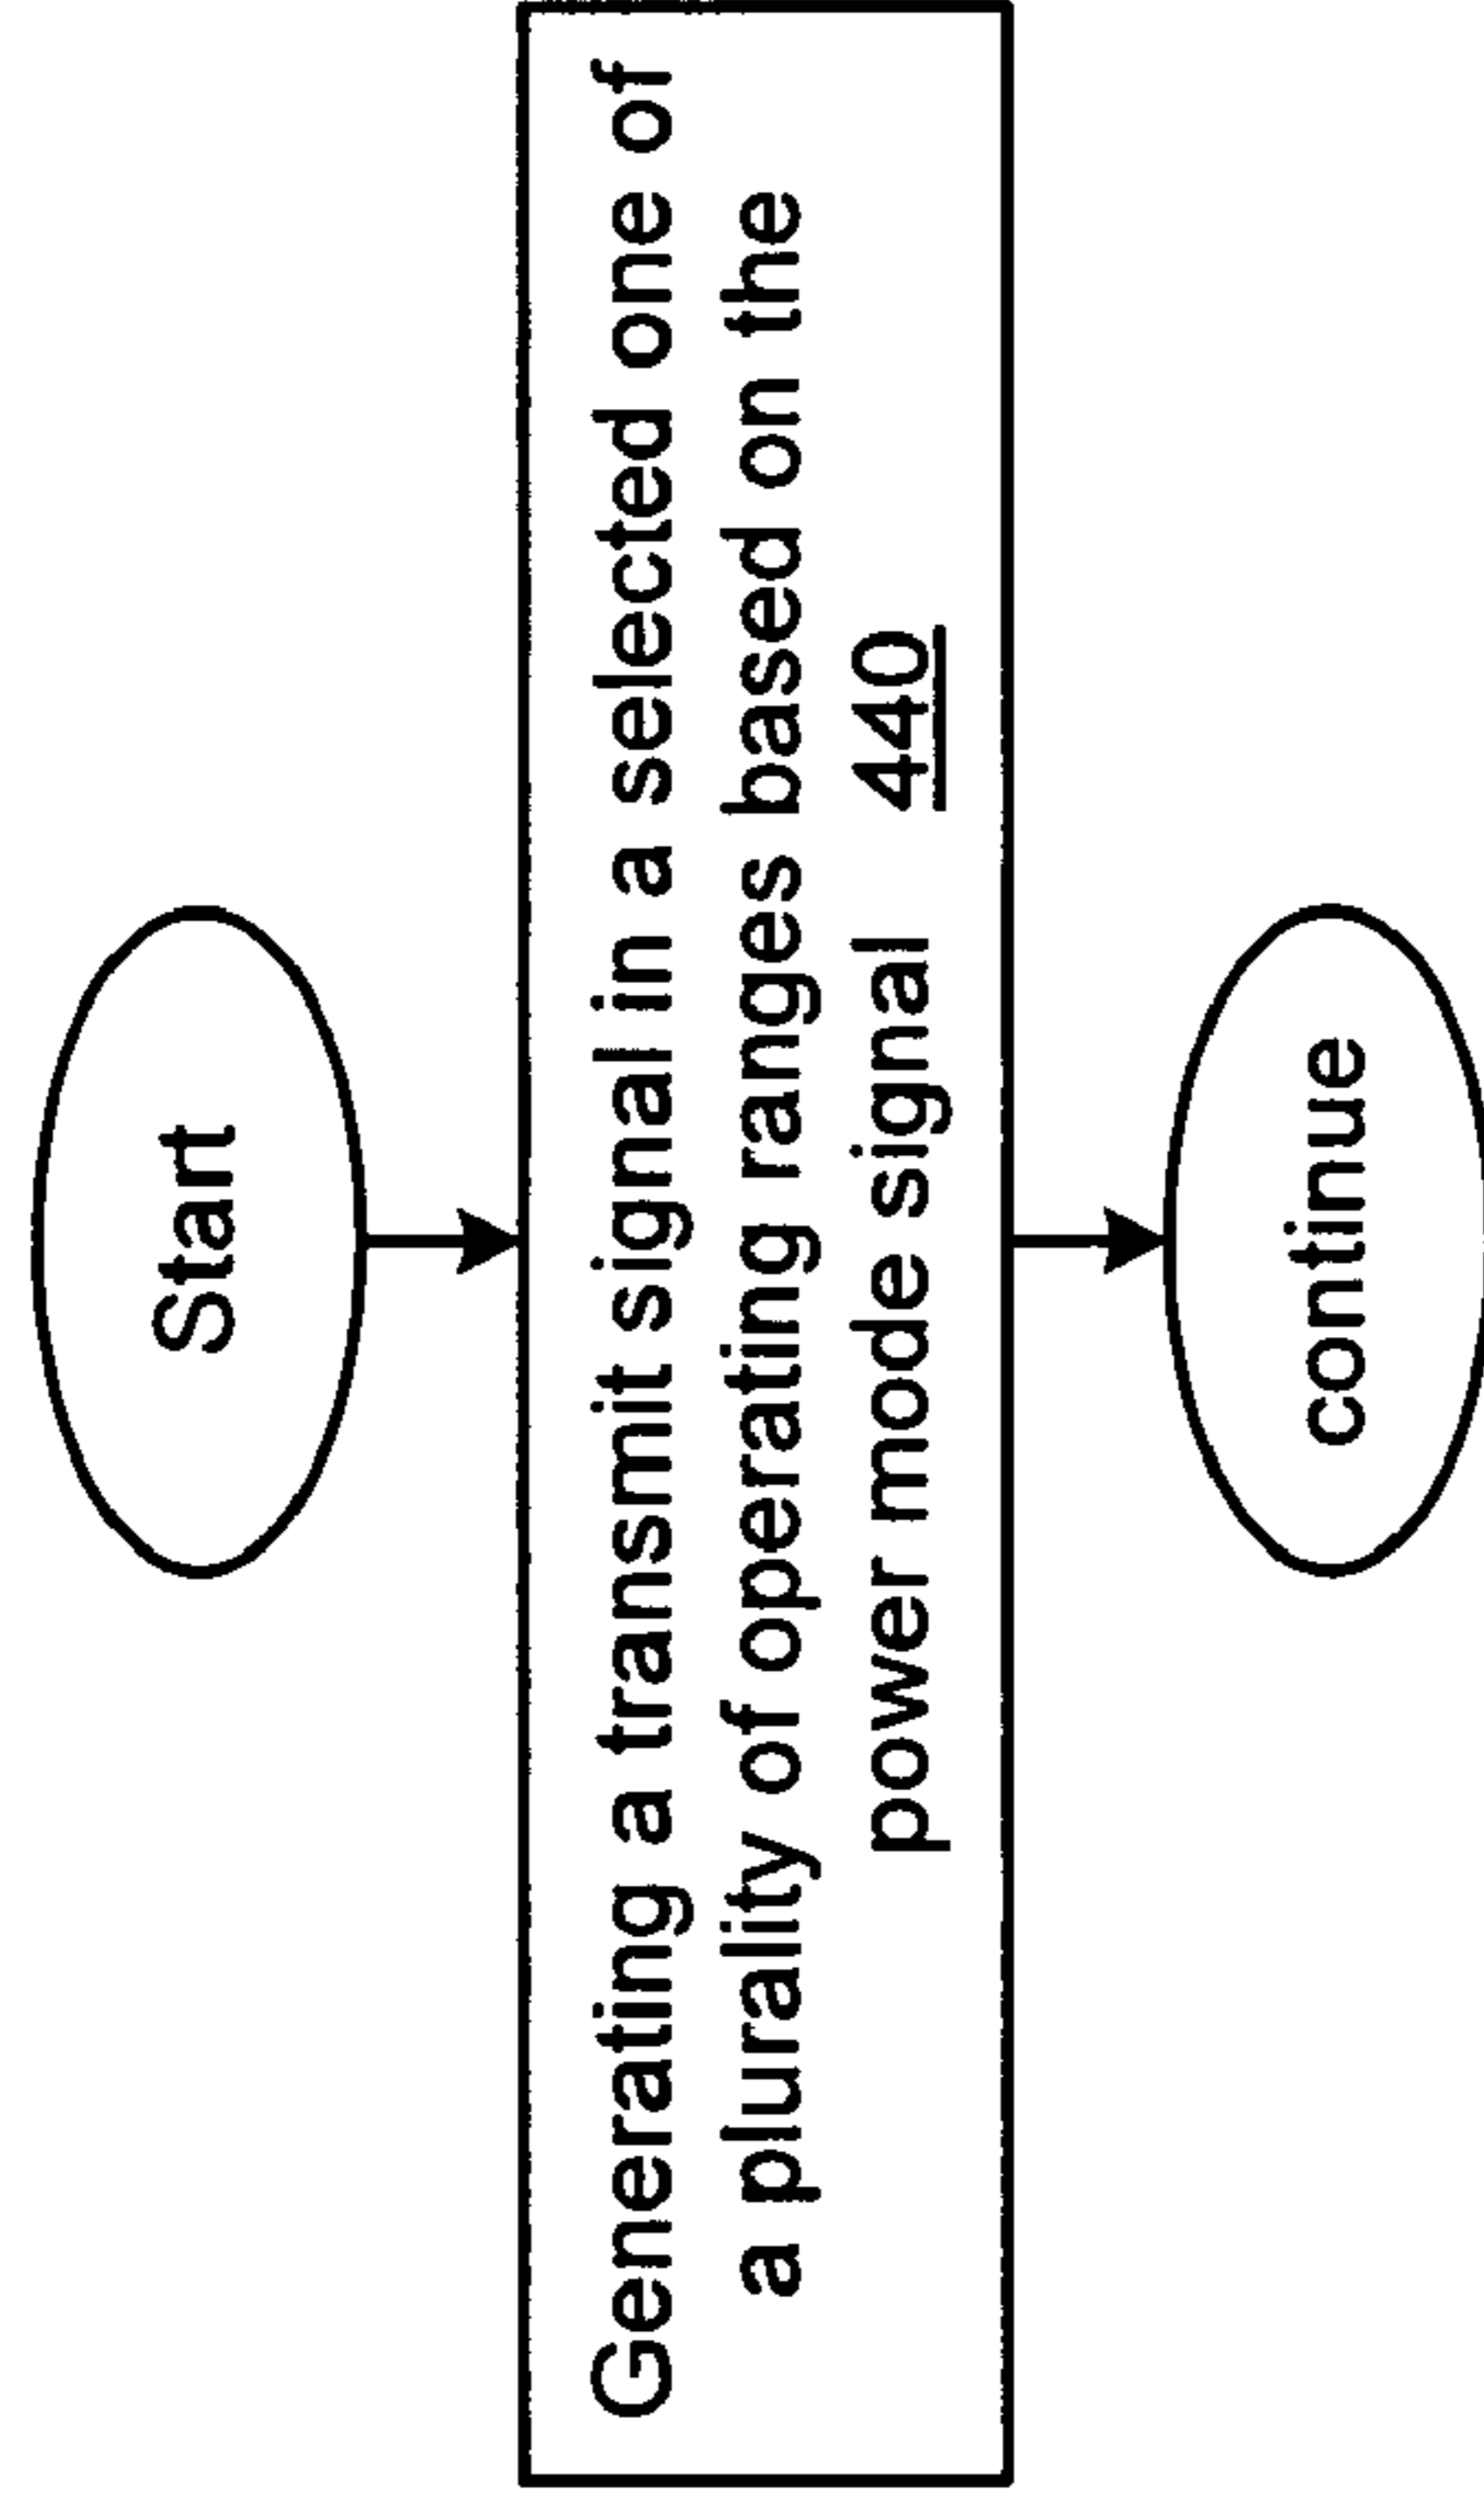 Start
Generating a transmit signal in a selected one of
a plurality of operating ranges based on the
power mode signal 440
continue